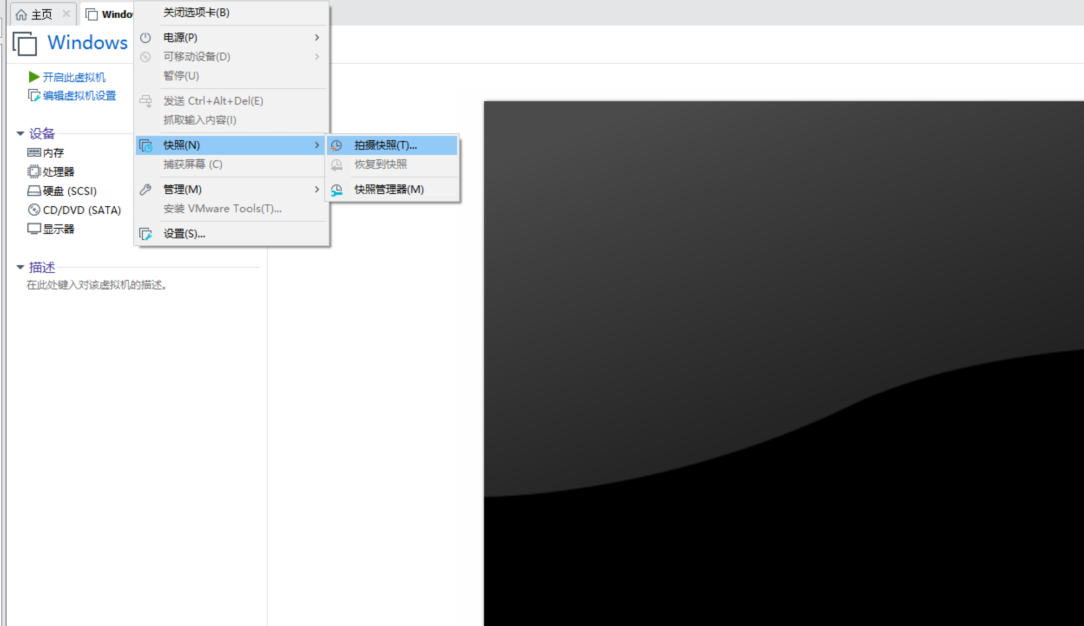 主页
Windo
关闭选项卡(B)
Windows
电源(P)
可移动设备(D)
暂停(U)
开启此虚拟机
编辑虚拟机设置
发送 Ctrl+Alt+Del(E)
抓取输入内容(I)
设备
快照(N)
拍摄快照(T)...
内存
捕获屏幕 (C)
恢复到快照
处理器
硬盘 (SCSI)
管理(M)
快照管理器(M)
CD/DVD (SATA)
安装 VMware Tools(T)...
显示器
设置(S)...
描述
在此处键入对该虚拟机的描述。